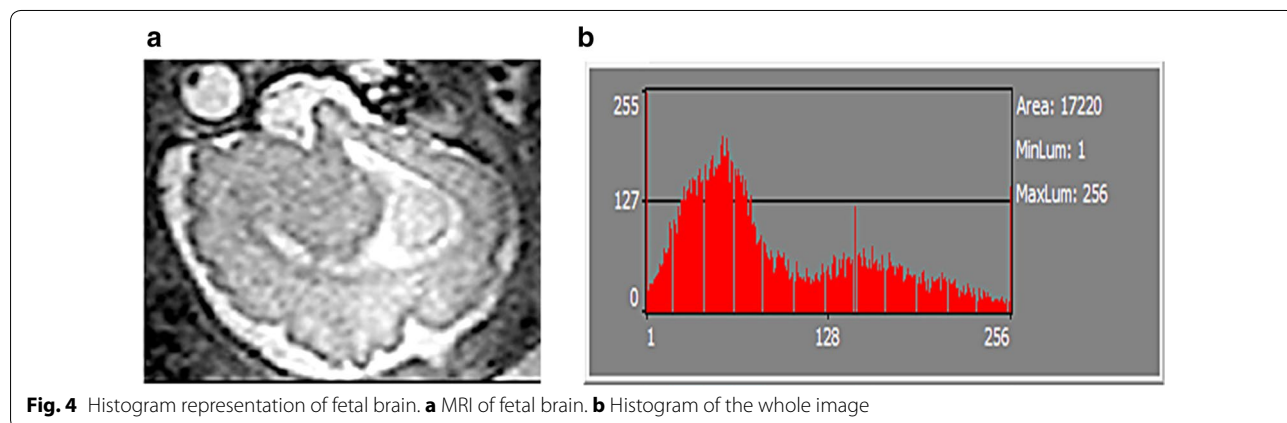 a
b
255
127
0
1
128
256
Area: 17220
MinLum: 1
MaxLum: 256
Fig. 4 Histogram representation of fetal brain. a MRI of fetal brain. b Histogram of the whole image